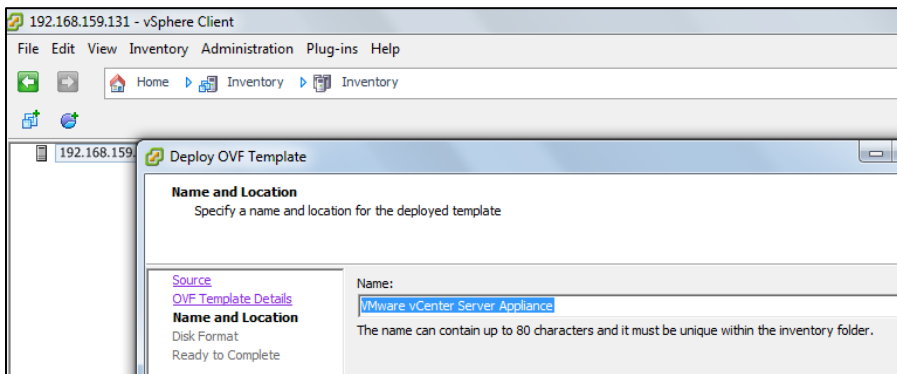 192.168.159.131 - vSphere Client
File Edit View Inventory Administration Plug-ins Help
Home Inventory Inventory
192.168.159.
Deploy OVF Template
Name and Location
Specify a name and location for the deployed template
Source
OVF Template Details
Name and Location
Disk Format
Ready to Complete
Name:
VMware vCenter Server Appliance
The name can contain up to 80 characters and it must be unique within the inventory folder.